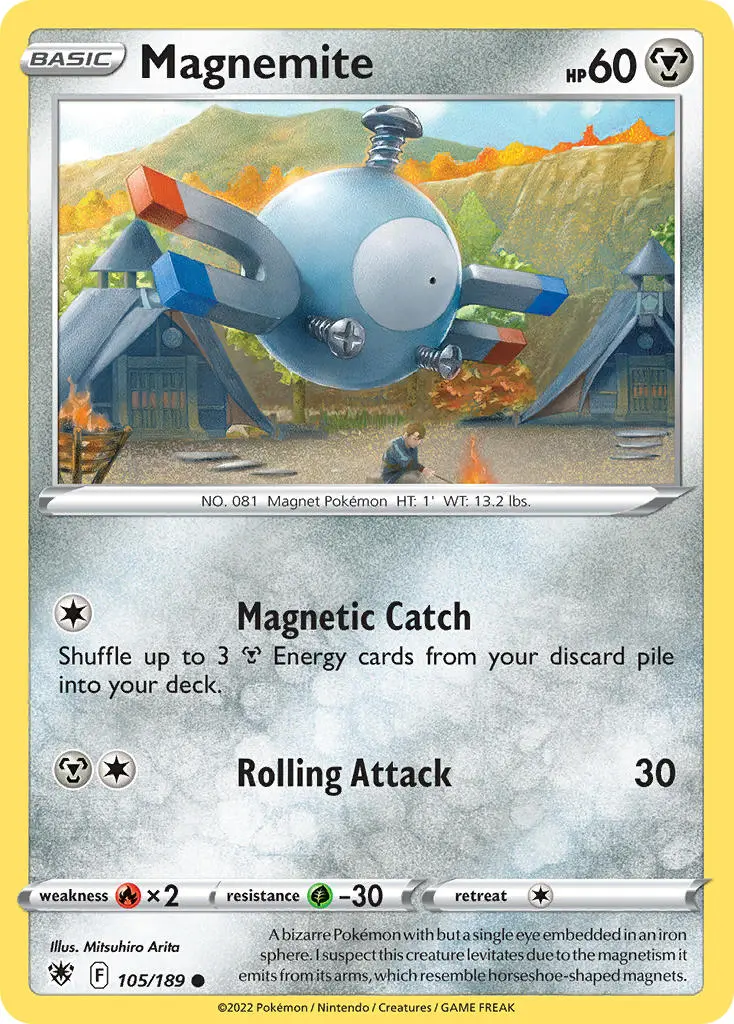 BASIC Magnemite HP60
NO. 081 Magnet Pokémon HT: 1' WT: 13.2 lbs.
Magnetic Catch
Shuffle up to 3 Energy cards from your discard pile
into your deck.
Rolling Attack 30
weakness ×2 resistance -30 retreat
Illus. Mitsuhiro Arita
A bizarre Pokémon with but a single eye embedded in an iron
sphere. I suspect this creature levitates due to the magnetism it
emits from its arms, which resemble horseshoe-shaped magnets.
F 105/189
©2022 Pokémon / Nintendo / Creatures / GAME FREAK